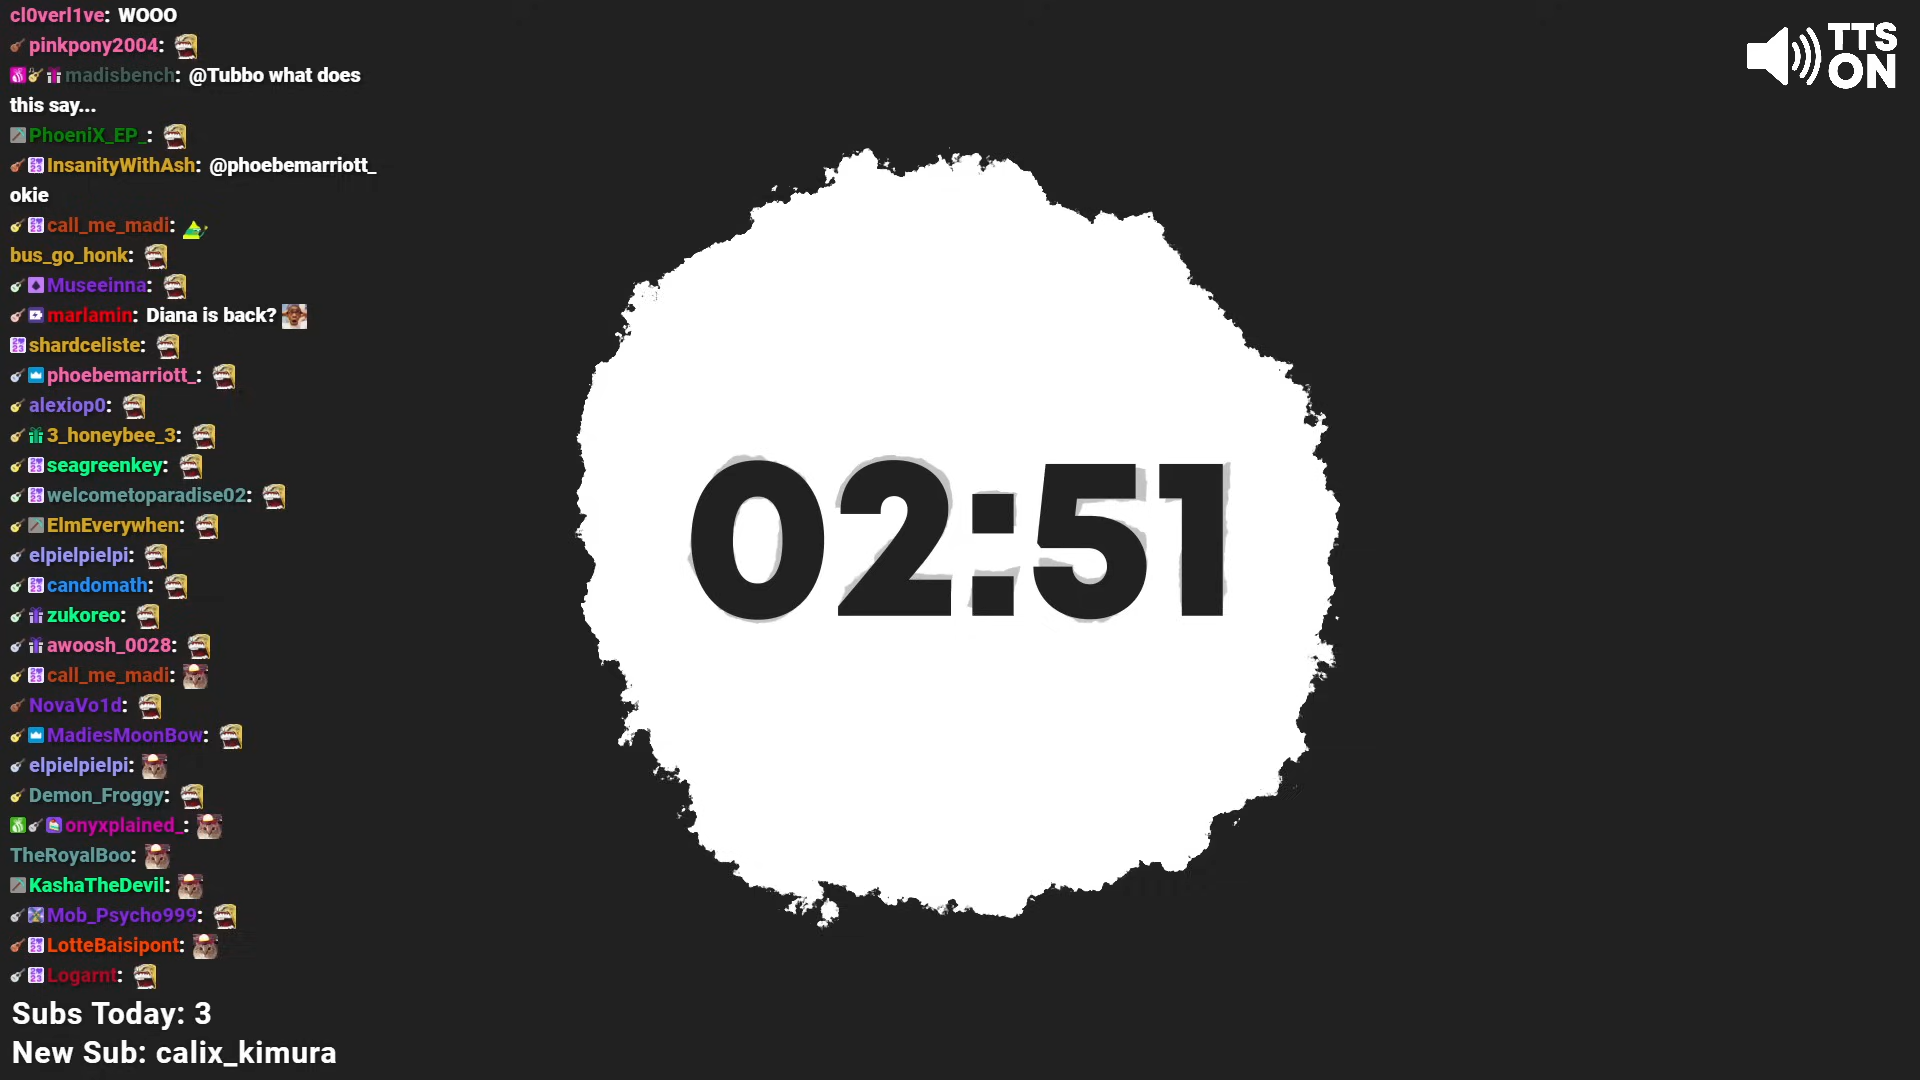 cl0verl1ve: WOOO
pinkpony2004:
madisbench: @Tubbo what does
this say...
PhoeniX_EP_:
InsanityWithAsh: @phoebemarriott_
okie
call_me_madi:
bus_go_honk:
Museeinna:
marlamin: Diana is back?
shardceliste:
phoebemarriott_:
alexiop0:
3_honeybee_3:
seagreenkey:
welcometoparadise02:
ElmEverywhen:
elpielpielpi:
candomath:
zukoreo:
awoosh_0028:
call_me_madi:
NovaVo1d:
MadiesMoonBow:
elpielpielpi:
Demon_Froggy:
onyxplained_:
TheRoyalBoo:
KashaTheDevil:
Mob_Psycho999:
LotteBaisipont:
Logarnt:
Subs Today: 3
New Sub: calix_kimura
02:51
TTS
ON